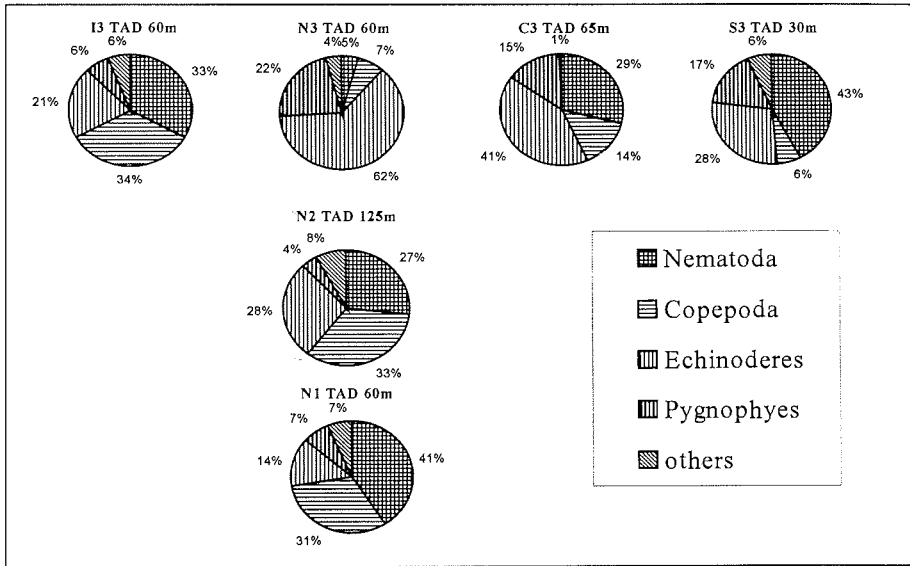 I3 TAD 60m
6%
6%
33%
21%
34%
N3 TAD 60m
4%
5%
7%
22%
62%
C3 TAD 65m
1%
15%
29%
41%
14%
S3 TAD 30m
6%
17%
43%
28%
6%
N2 TAD 125m
8%
4%
27%
28%
33%
N1 TAD 60m
7%
7%
14%
41%
31%
Nematoda
Copepoda
Echinoderes
Pygnophyes
others